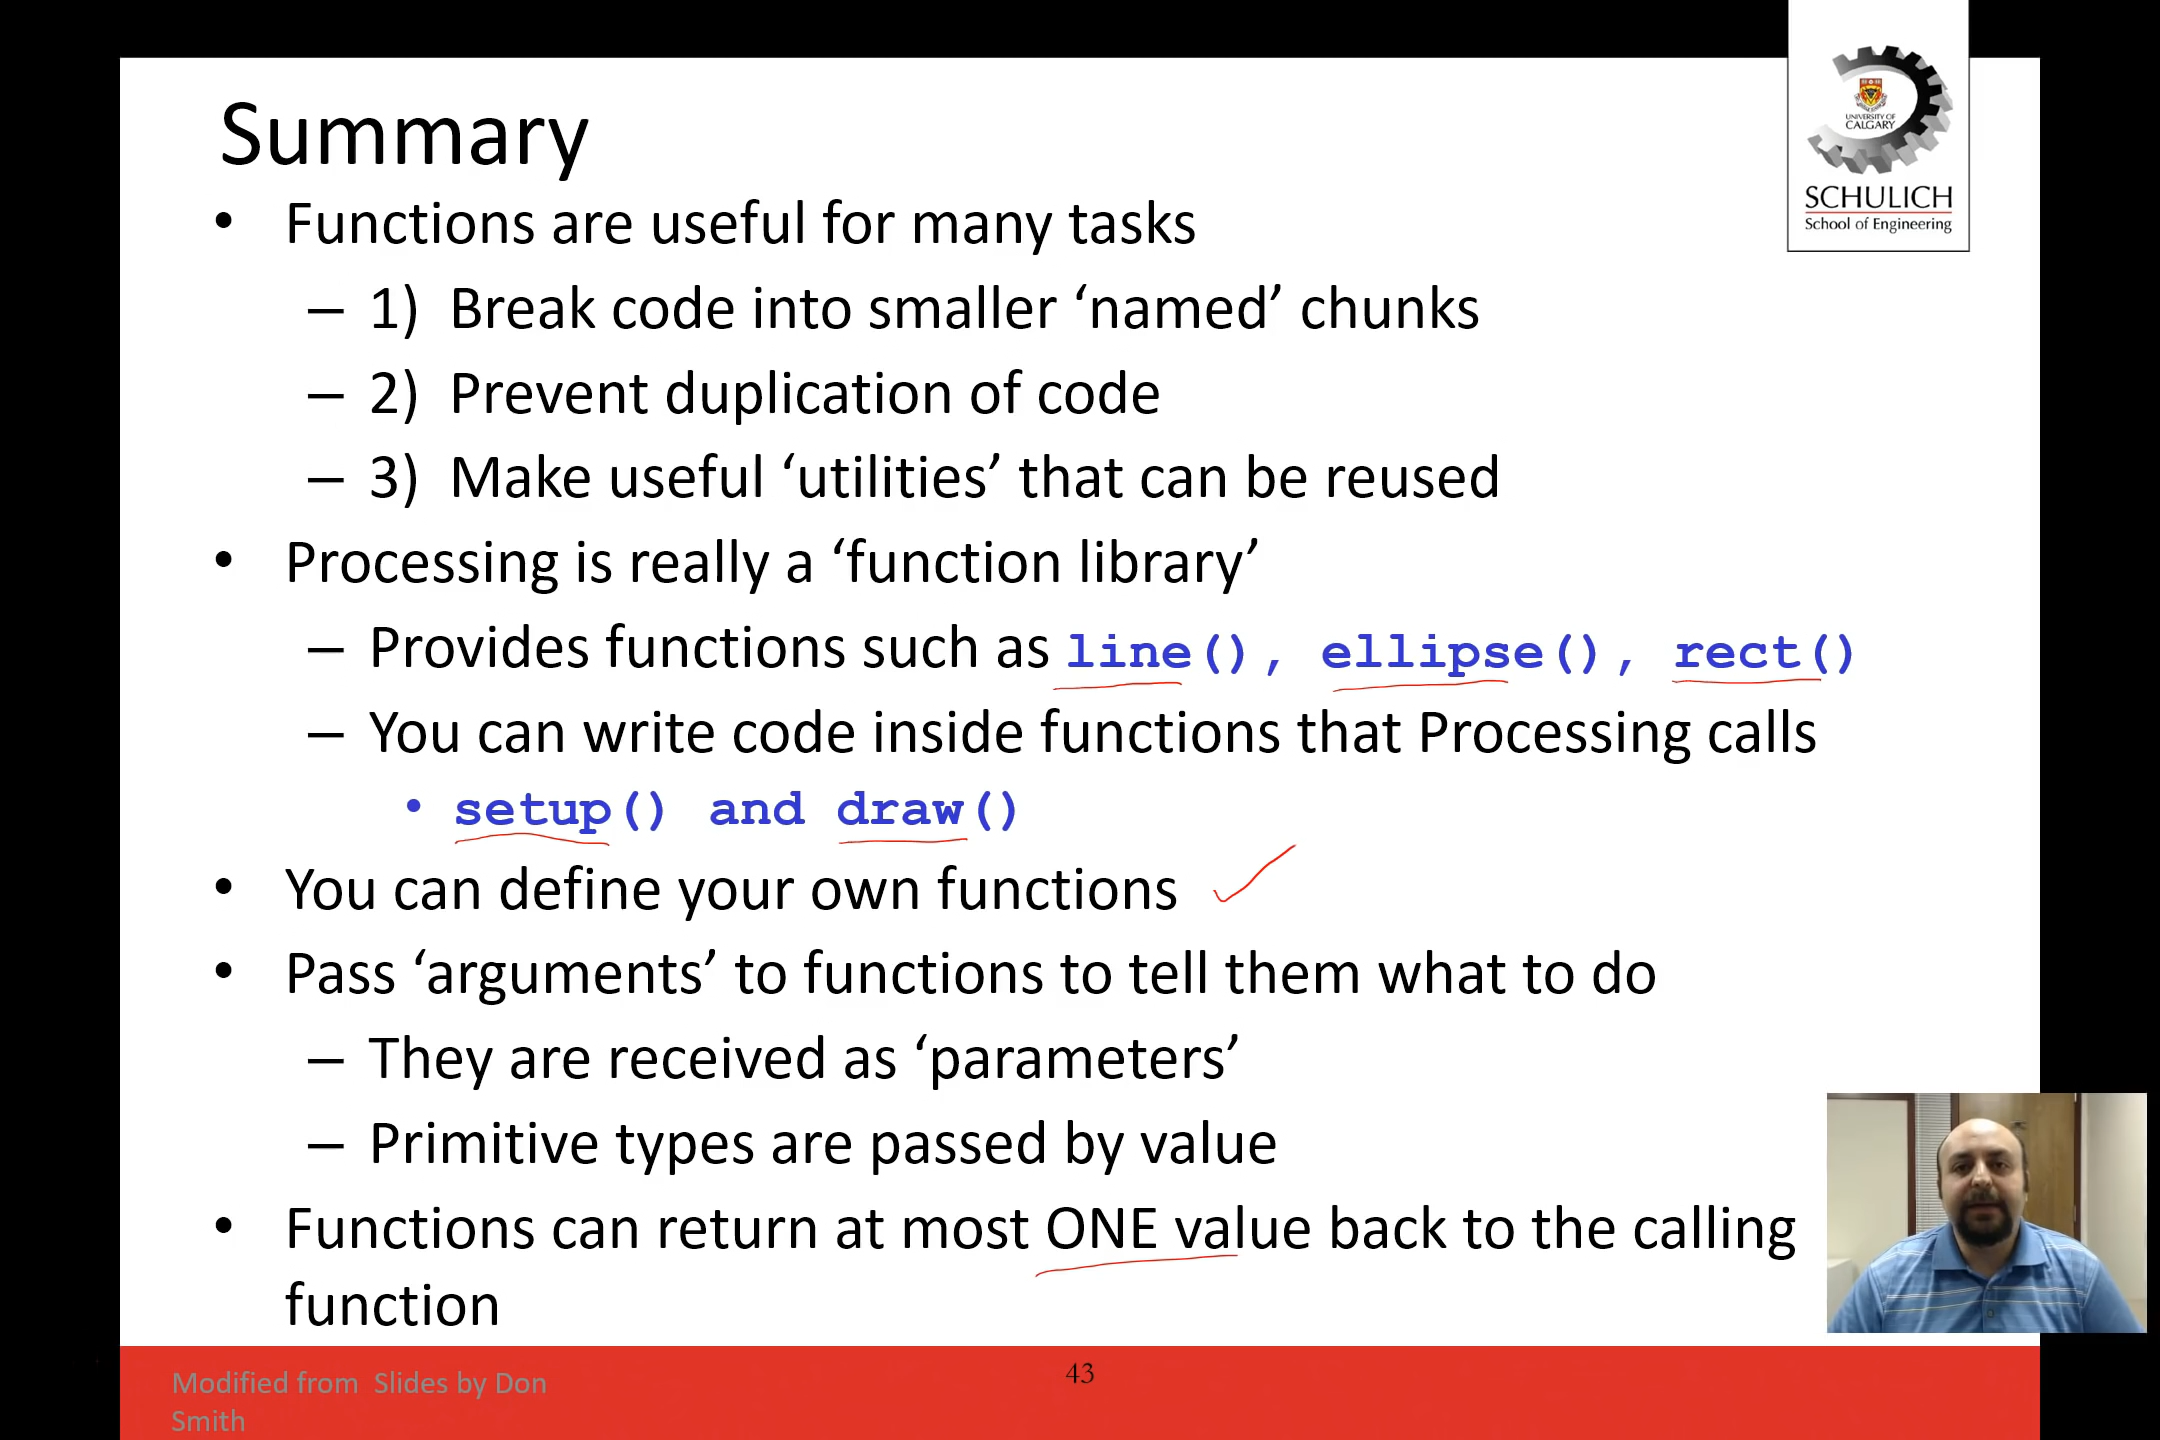 Summary
UNIVERSITY OF
CALGARY
SCHULICH
School of Engineering
• Functions are useful for many tasks
– 1) Break code into smaller ‘named’ chunks
– 2) Prevent duplication of code
– 3) Make useful ‘utilities’ that can be reused
• Processing is really a ‘function library’
– Provides functions such as line(), ellipse(), rect()
– You can write code inside functions that Processing calls
• setup() and draw()
• You can define your own functions
• Pass ‘arguments’ to functions to tell them what to do
– They are received as ‘parameters’
– Primitive types are passed by value
• Functions can return at most ONE value back to the calling
function
Modified from Slides by Don
Smith
43